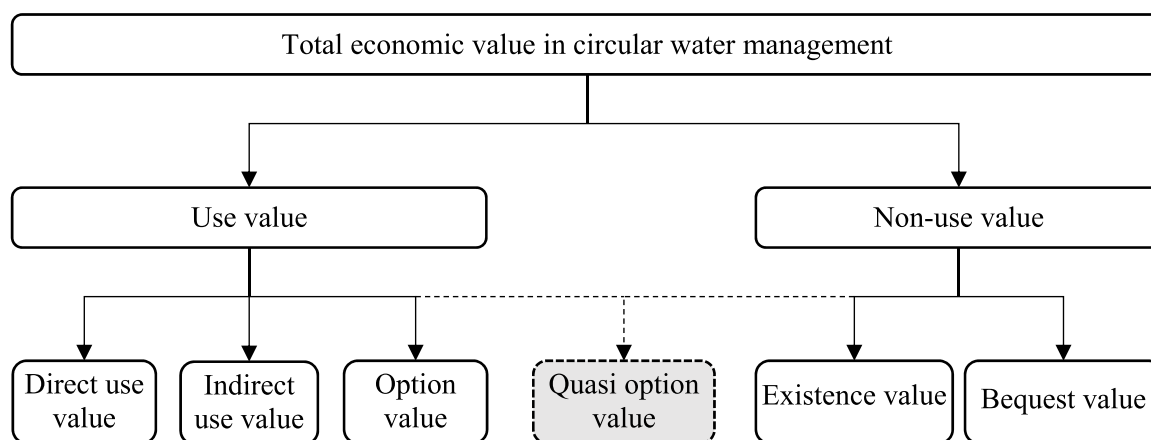 Total economic value in circular water management
Use value
Non-use value
Direct use
value
Indirect
use value
Option
value
Quasi option
value
Existence value
Bequest value